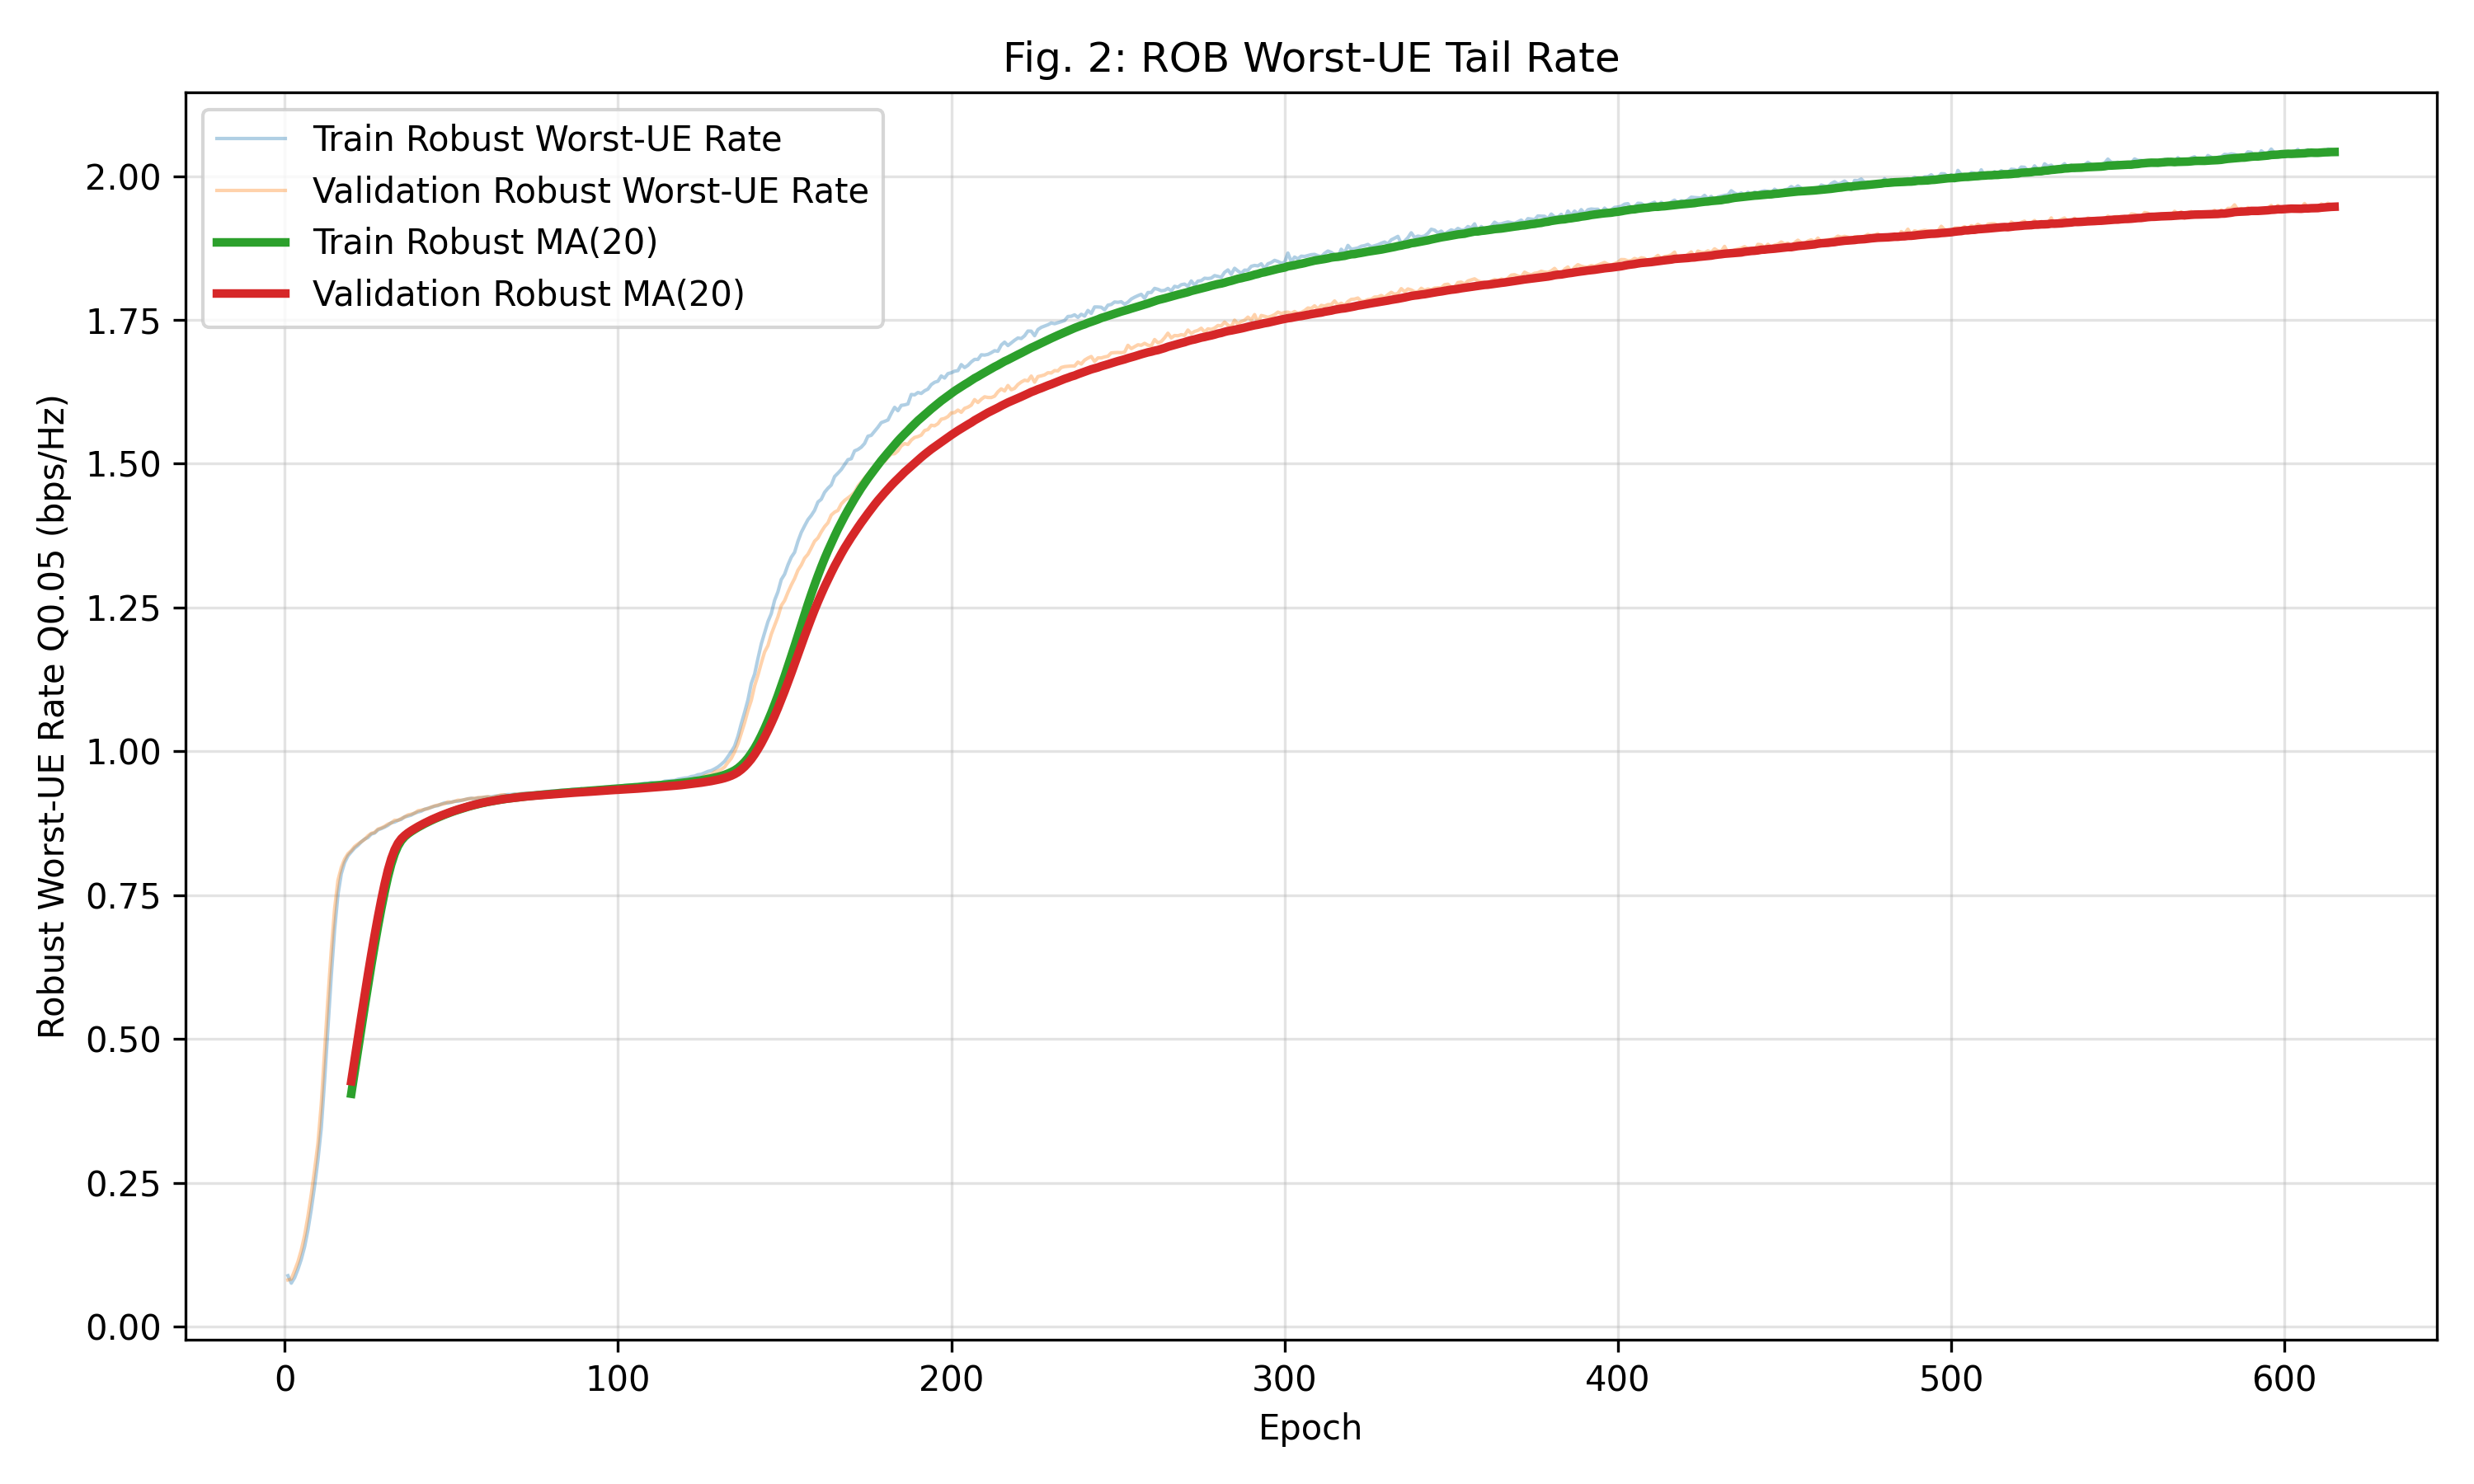 Fig. 2: ROB Worst-UE Tail Rate
Train Robust Worst-UE Rate
Validation Robust Worst-UE Rate
Train Robust MA(20)
Validation Robust MA(20)
Robust Worst-UE Rate Q0.05 (bps/Hz)
2.00
1.75
1.50
1.25
1.00
0.75
0.50
0.25
0.00
0 100 200 300 400 500 600
Epoch